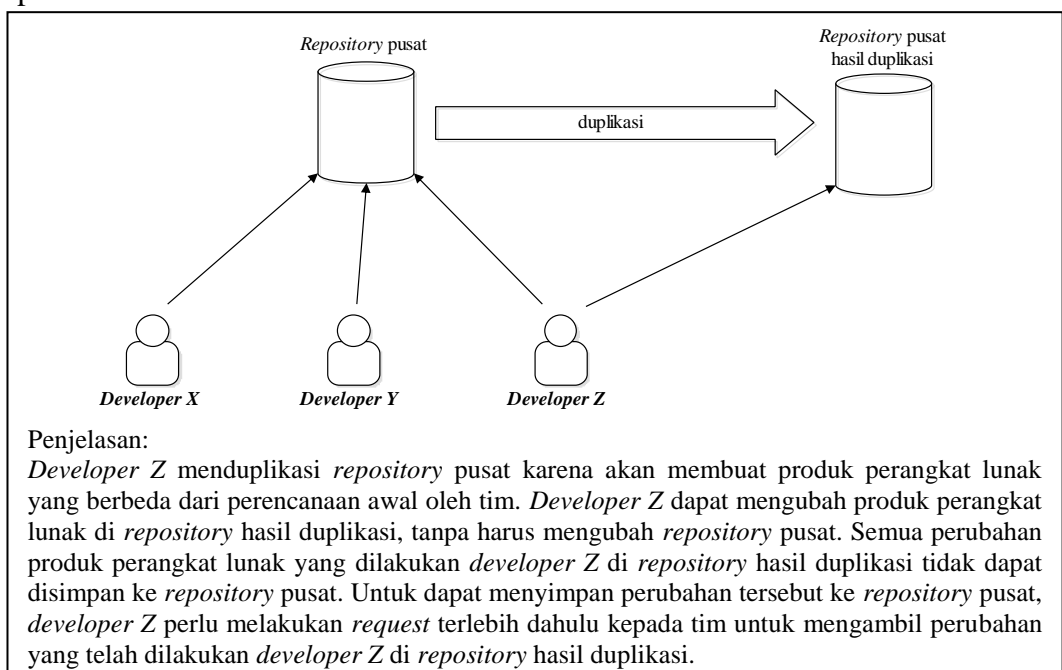 Repository pusat
Repository pusat
hasil duplikasi
duplikasi
Developer X
Developer Y
Developer Z
Penjelasan:
Developer Z menduplikasi repository pusat karena akan membuat produk perangkat lunak
yang berbeda dari perencanaan awal oleh tim. Developer Z dapat mengubah produk perangkat
lunak di repository hasil duplikasi, tanpa harus mengubah repository pusat. Semua perubahan
produk perangkat lunak yang dilakukan developer Z di repository hasil duplikasi tidak dapat
disimpan ke repository pusat. Untuk dapat menyimpan perubahan tersebut ke repository pusat,
developer Z perlu melakukan request terlebih dahulu kepada tim untuk mengambil perubahan
yang telah dilakukan developer Z di repository hasil duplikasi.